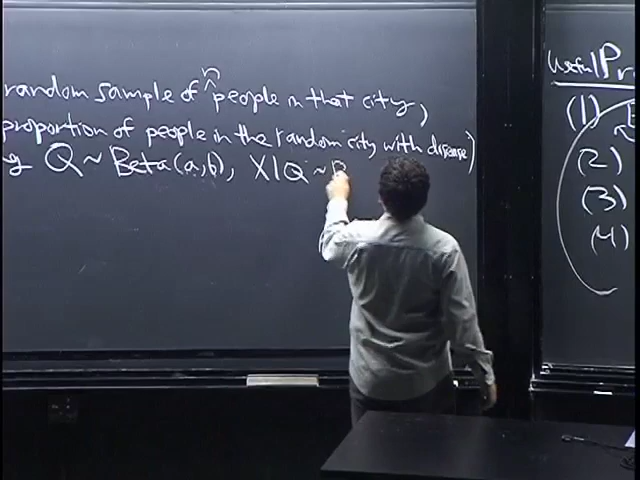 random sample of n people in that city,
proportion of people in the random city with disease)
g Q ~ Beta(a,b), X|Q ~ B
Useful Pr
(1)
(2)
(3)
(4)